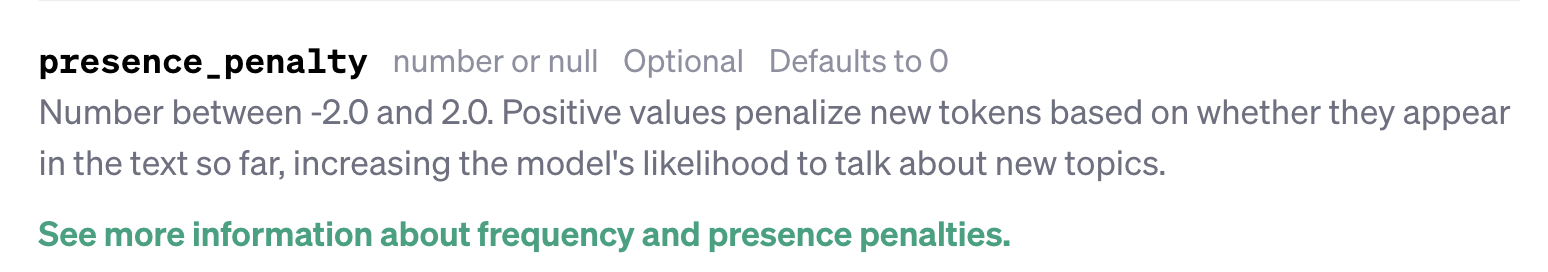 presence_penalty number or null Optional Defaults to 0
Number between -2.0 and 2.0. Positive values penalize new tokens based on whether they appear
in the text so far, increasing the model's likelihood to talk about new topics.
See more information about frequency and presence penalties.